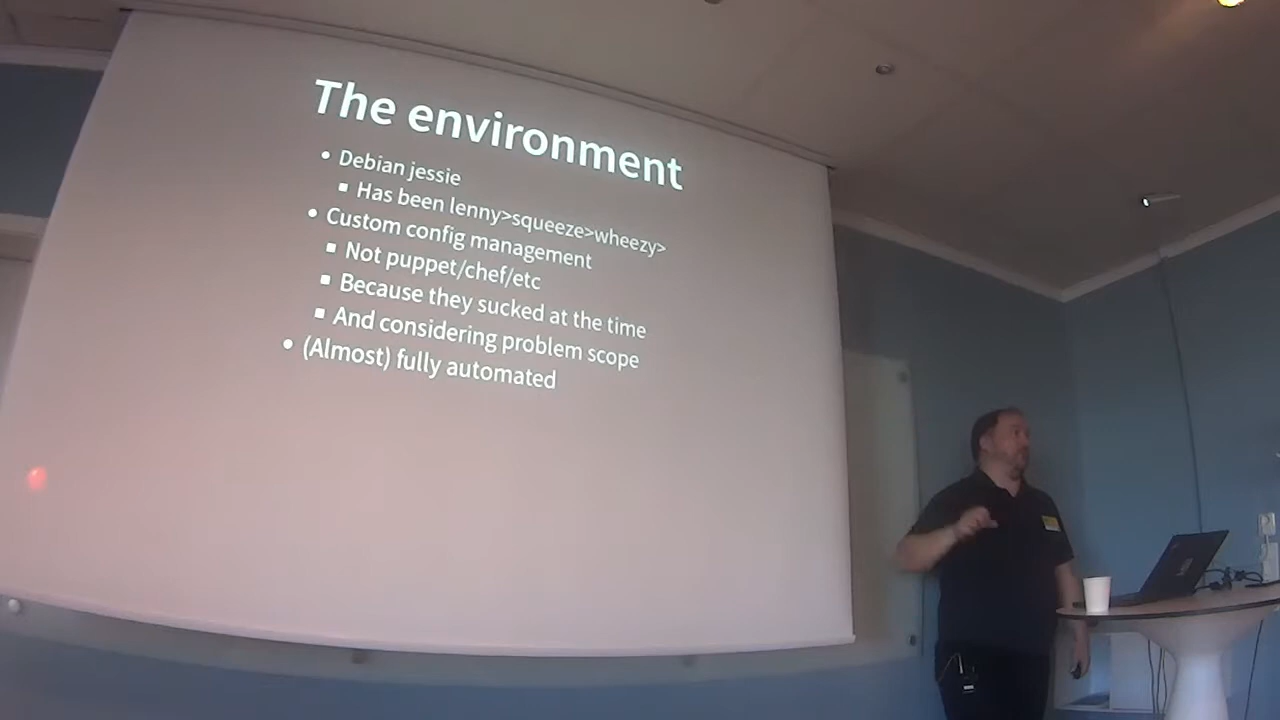 The environment
• Debian jessie
▪ Has been lenny>squeeze>wheezy>
• Custom config management
▪ Not puppet/chef/etc
▪ Because they sucked at the time
▪ And considering problem scope
• (Almost) fully automated